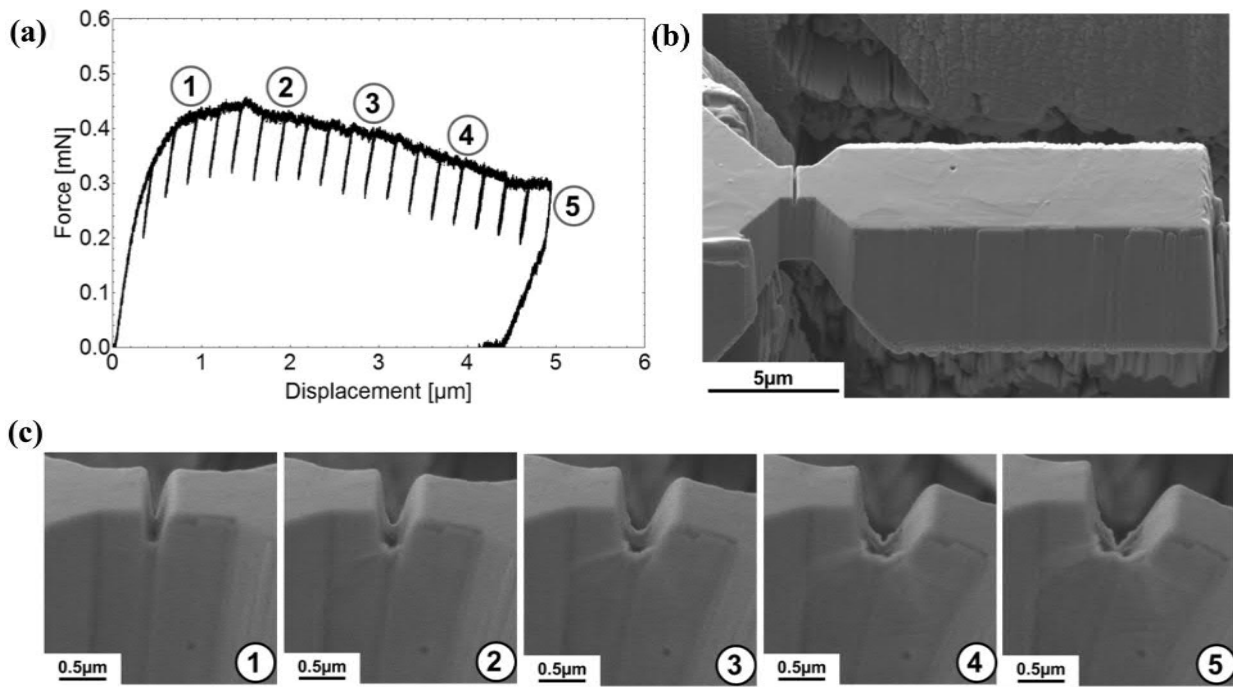 (a)
0.6
0.5
0.4
0.3
0.2
0.1
0.0
Force [mN]
1
2
3
4
5
0 1 2 3 4 5 6
Displacement [µm]
(b)
5µm
(c)
0.5µm 1
0.5µm 2
0.5µm 3
0.5µm 4
0.5µm 5